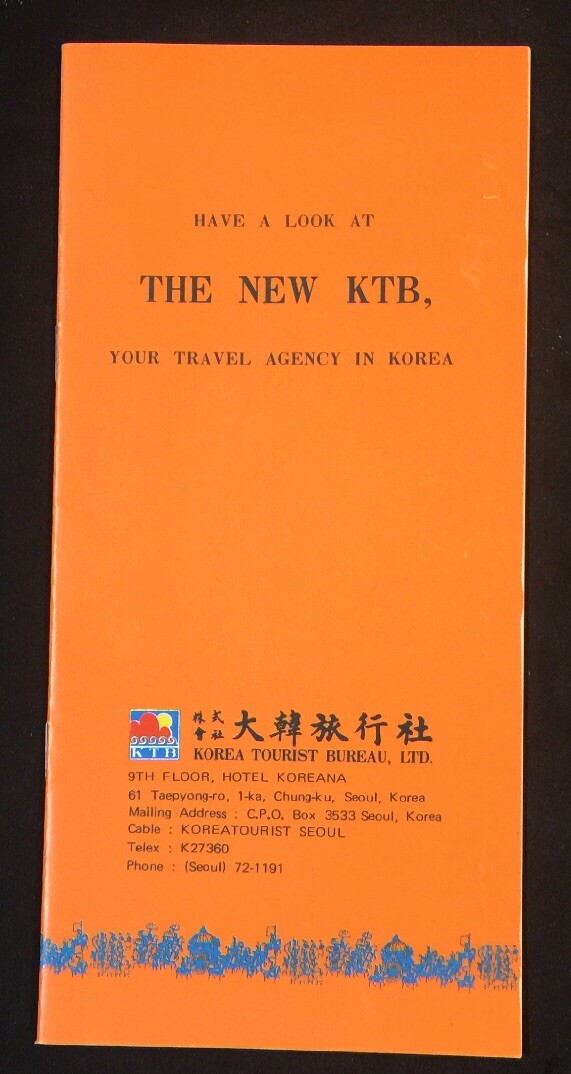 HAVE A LOOK AT
THE NEW KTB,
YOUR TRAVEL AGENCY IN KOREA
KTB
株式會社 大韓旅行社
KOREA TOURIST BUREAU, LTD.
9TH FLOOR, HOTEL KOREANA
61 Taepyong-ro, 1-ka, Chung-ku, Seoul, Korea
Mailing Address : C.P.O. Box 3533 Seoul, Korea
Cable : KOREATOURIST SEOUL
Telex : K27360
Phone : (Seoul) 72-1191